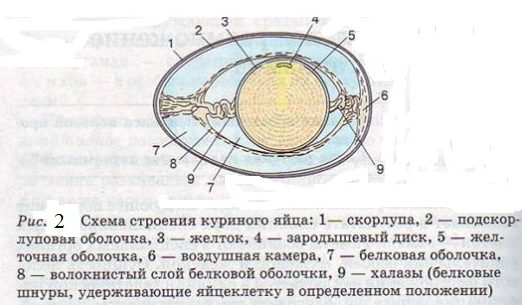 3 4
2 5
1
6
7
8
9 7 9
Рис. 2 Схема строения куриного яйца: 1— скорлупа, 2 — подскор-
луповая оболочка, 3 — желток, 4 — зародышевый диск, 5 — жел-
точная оболочка, 6 — воздушная камера, 7 — белковая оболочка,
8 — волокнистый слой белковой оболочки, 9 — халазы (белковые
шнуры, удерживающие яйцеклетку в определенном положении)